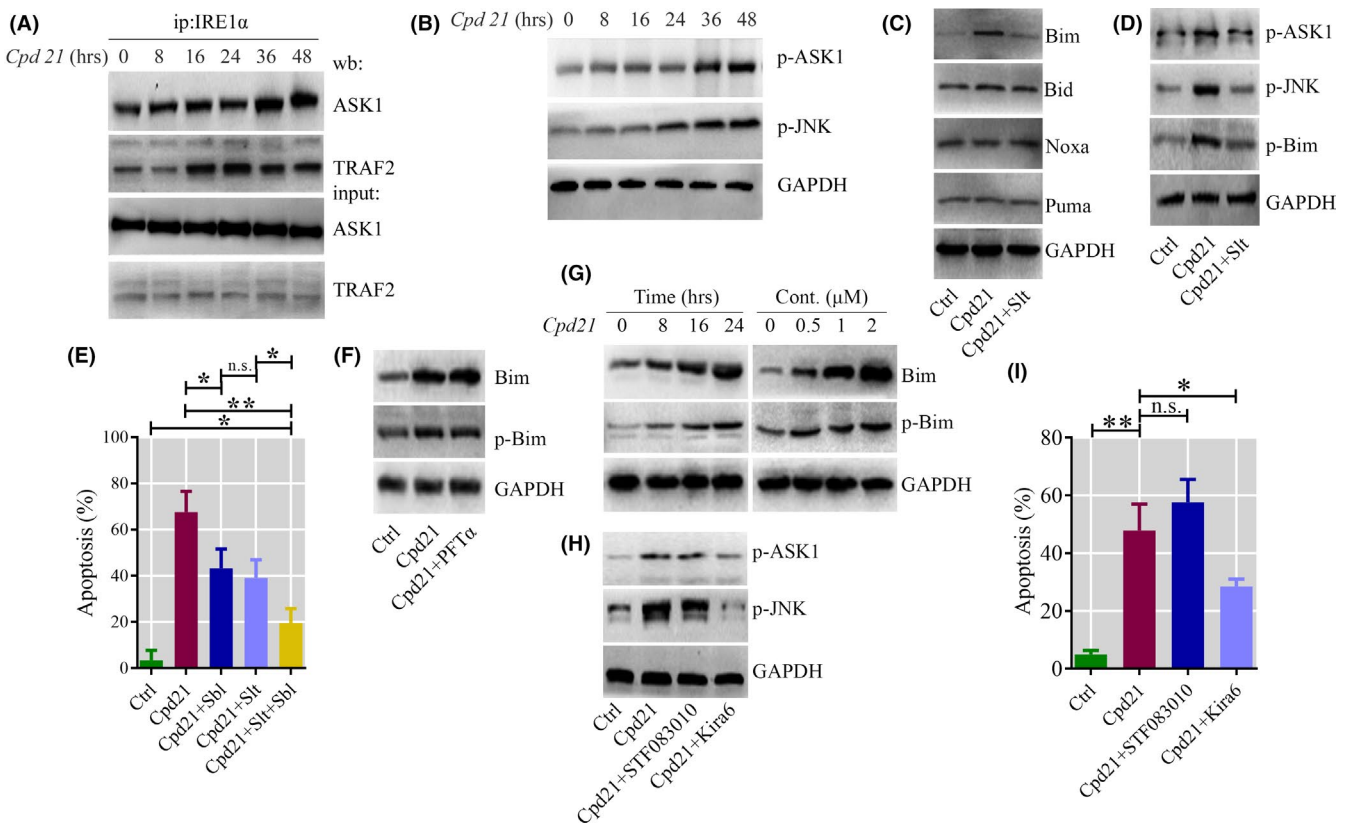 (A)
ip:IRE1α
Cpd 21 (hrs) 0 8 16 24 36 48 wb:
ASK1
TRAF2
input:
ASK1
TRAF2
(B)
Cpd 21 (hrs) 0 8 16 24 36 48
p-ASK1
p-JNK
GAPDH
(C)
Bim
Bid
Noxa
Puma
GAPDH
Ctrl
Cpd21
Cpd21+Slt
(D)
p-ASK1
p-JNK
p-Bim
GAPDH
Ctrl
Cpd21
Cpd21+Slt
(E)
* n.s. *
**
*
Apoptosis (%)
100
80
60
40
20
0
Ctrl
Cpd21
Cpd21+Sbl
Cpd21+Slt
Cpd21+Slt+Sbl
(F)
Bim
p-Bim
GAPDH
Ctrl
Cpd21
Cpd21+PFTα
(G)
Time (hrs) Cont. (μM)
Cpd21 0 8 16 24 0 0.5 1 2
Bim
p-Bim
GAPDH
(H)
p-ASK1
p-JNK
GAPDH
Ctrl
Cpd21
Cpd21+STF083010
Cpd21+Kira6
(I)
*
n.s.
**
Apoptosis (%)
80
60
40
20
0
Ctrl
Cpd21
Cpd21+STF083010
Cpd21+Kira6